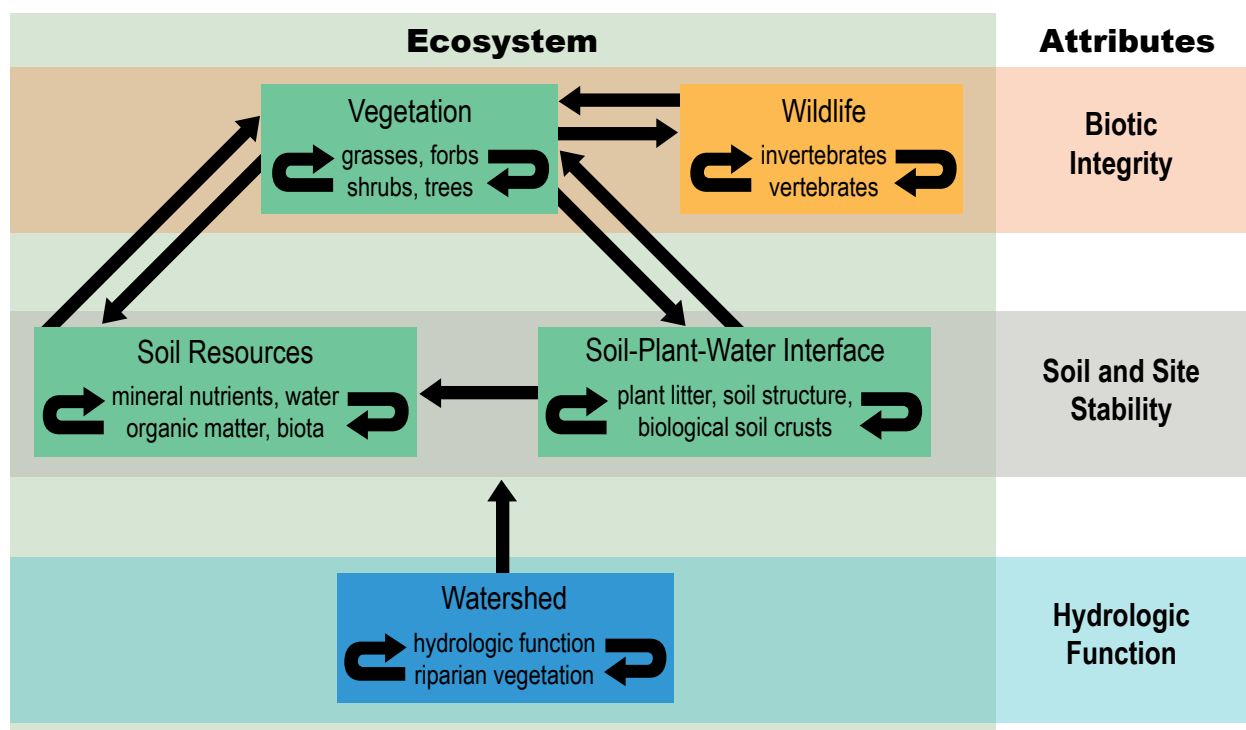 Ecosystem
Attributes
Vegetation
grasses, forbs
shrubs, trees
Wildlife
invertebrates
vertebrates
Biotic
Integrity
Soil Resources
mineral nutrients, water
organic matter, biota
Soil-Plant-Water Interface
plant litter, soil structure,
biological soil crusts
Soil and Site
Stability
Watershed
hydrologic function
riparian vegetation
Hydrologic
Function